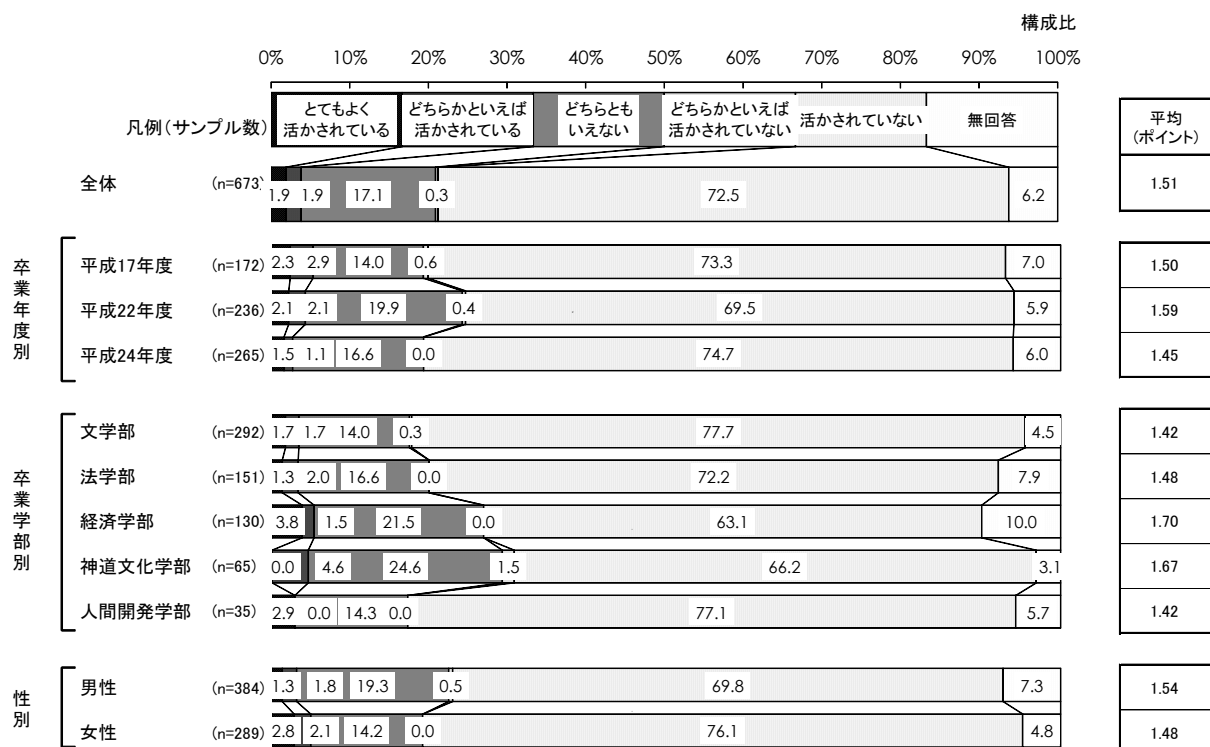 構成比
0% 10% 20% 30% 40% 50% 60% 70% 80% 90% 100%
凡例(サンプル数)
とてもよく
活かされている
どちらかといえば
活かされている
どちらとも
いえない
どちらかといえば
活かされていない
活かされていない
無回答
平均
(ポイント)
全体 (n=673) 1.9 1.9 17.1 0.3 72.5 6.2 1.51
卒業年度別
平成17年度 (n=172) 2.3 2.9 14.0 0.6 73.3 7.0 1.50
平成22年度 (n=236) 2.1 2.1 19.9 0.4 69.5 5.9 1.59
平成24年度 (n=265) 1.5 1.1 16.6 0.0 74.7 6.0 1.45
卒業学部別
文学部 (n=292) 1.7 1.7 14.0 0.3 77.7 4.5 1.42
法学部 (n=151) 1.3 2.0 16.6 0.0 72.2 7.9 1.48
経済学部 (n=130) 3.8 1.5 21.5 0.0 63.1 10.0 1.70
神道文化学部 (n=65) 0.0 4.6 24.6 1.5 66.2 3.1 1.67
人間開発学部 (n=35) 2.9 0.0 14.3 0.0 77.1 5.7 1.42
性別
男性 (n=384) 1.3 1.8 19.3 0.5 69.8 7.3 1.54
女性 (n=289) 2.8 2.1 14.2 0.0 76.1 4.8 1.48